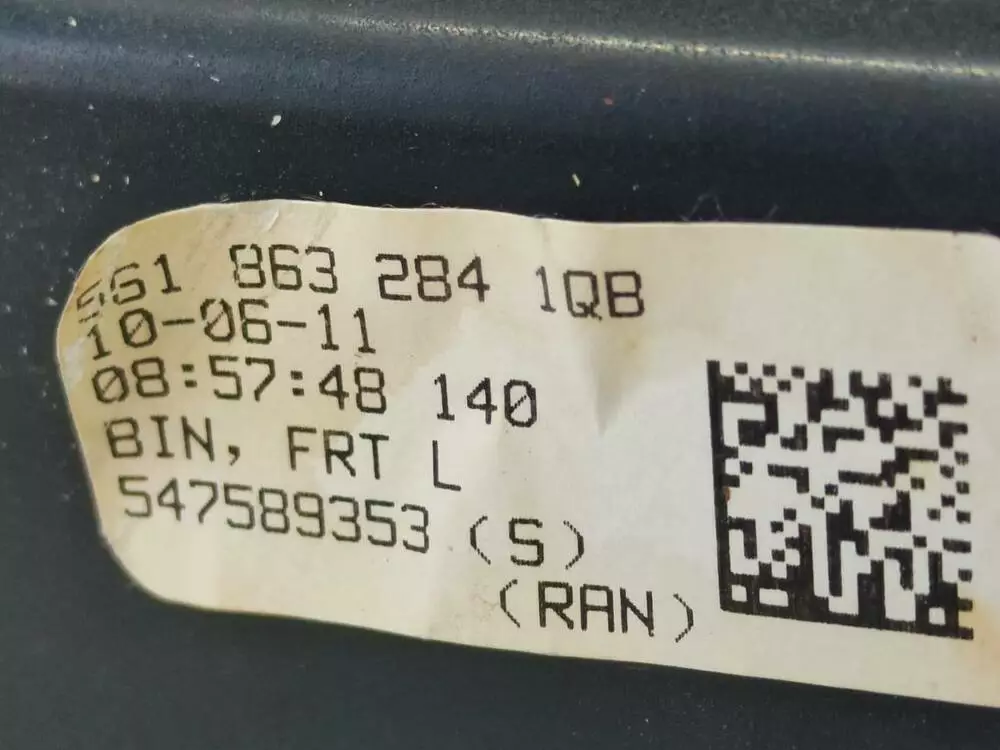 561 863 284 1QB
10-06-11
08:57:48 140
BIN, FRT L
547589353 (S)
(RAN)